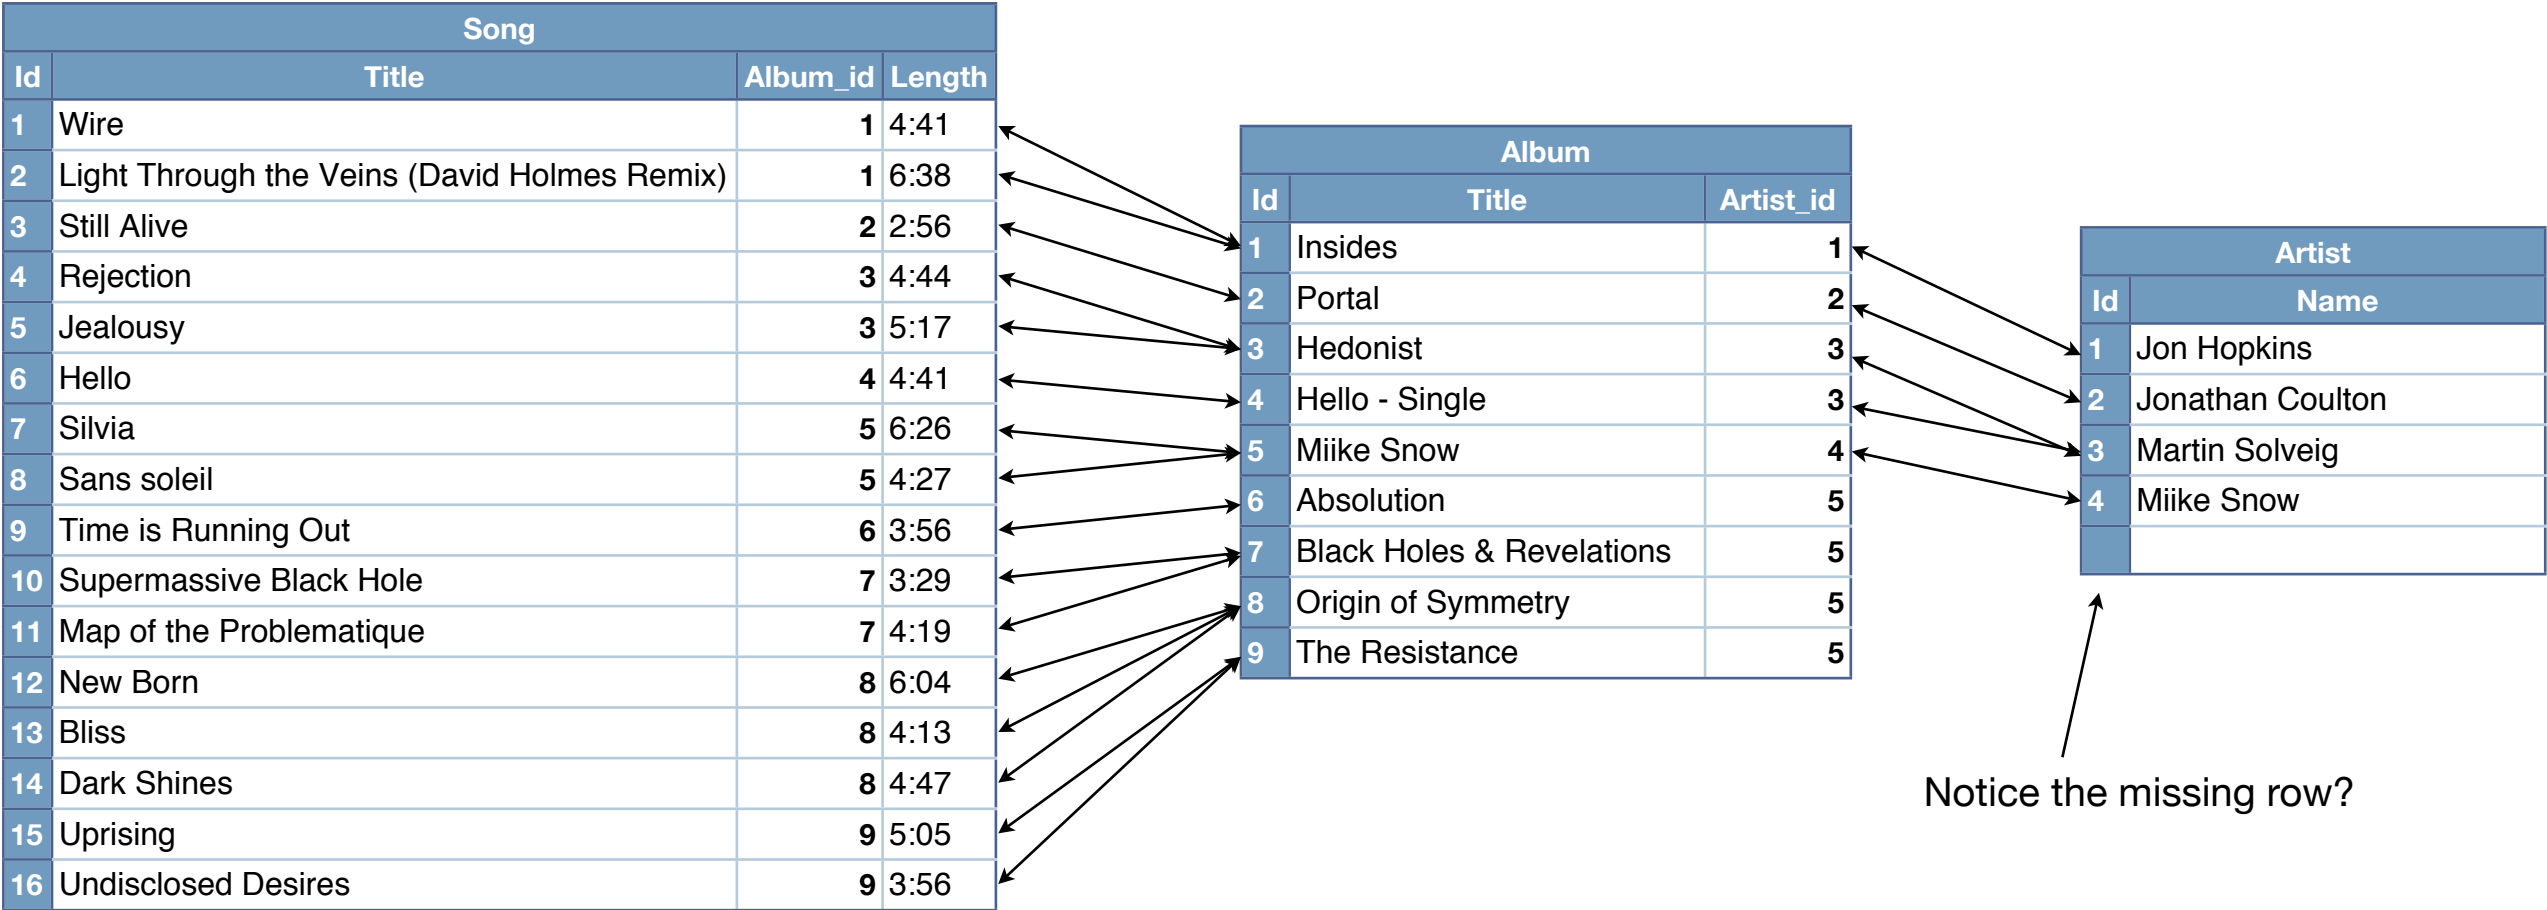 Song
Id Title Album_id Length
1 Wire 1 4:41
2 Light Through the Veins (David Holmes Remix) 1 6:38
3 Still Alive 2 2:56
4 Rejection 3 4:44
5 Jealousy 3 5:17
6 Hello 4 4:41
7 Silvia 5 6:26
8 Sans soleil 5 4:27
9 Time is Running Out 6 3:56
10 Supermassive Black Hole 7 3:29
11 Map of the Problematique 7 4:19
12 New Born 8 6:04
13 Bliss 8 4:13
14 Dark Shines 8 4:47
15 Uprising 9 5:05
16 Undisclosed Desires 9 3:56
Album
Id Title Artist_id
1 Insides 1
2 Portal 2
3 Hedonist 3
4 Hello - Single 3
5 Miike Snow 4
6 Absolution 5
7 Black Holes & Revelations 5
8 Origin of Symmetry 5
9 The Resistance 5
Artist
Id Name
1 Jon Hopkins
2 Jonathan Coulton
3 Martin Solveig
4 Miike Snow
Notice the missing row?